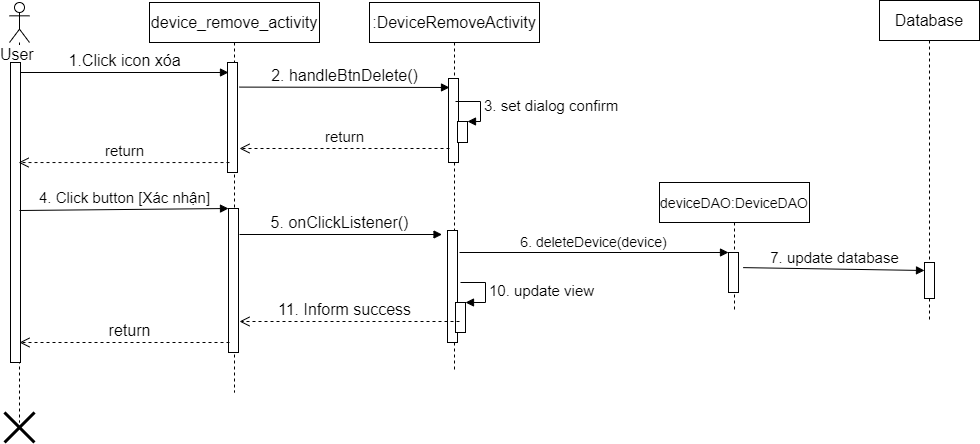 device_remove_activity
:DeviceRemoveActivity
Database
User
1.Click icon xóa
2. handleBtnDelete()
3. set dialog confirm
return
return
4. Click button [Xác nhận]
deviceDAO:DeviceDAO
5. onClickListener()
6. deleteDevice(device)
7. update database
10. update view
11. Inform success
return